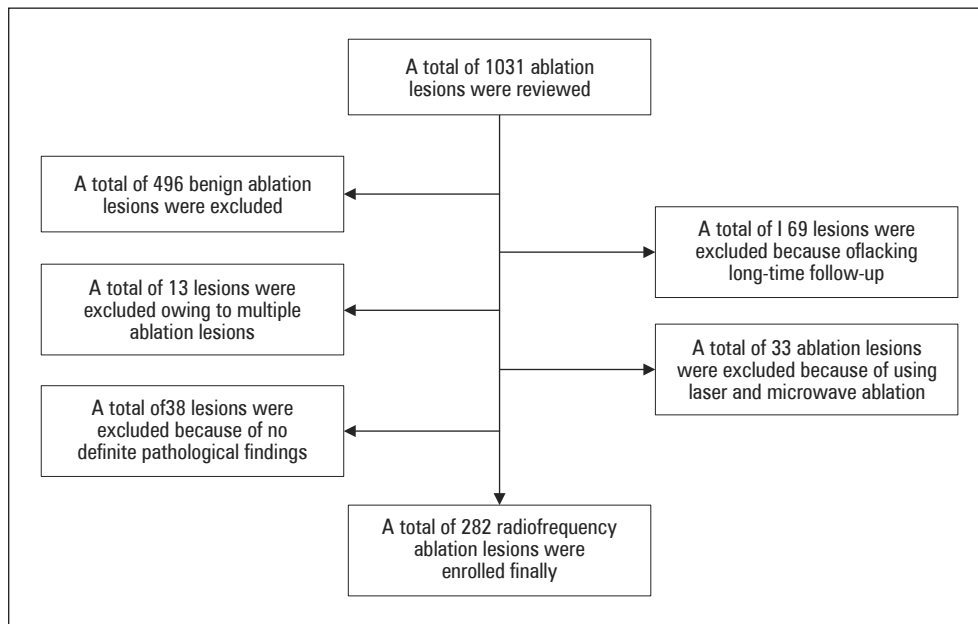 A total of 1031 ablation
lesions were reviewed
A total of 496 benign ablation
lesions were excluded
A total of I 69 lesions were
excluded because oflacking
long-time follow-up
A total of 13 lesions were
excluded owing to multiple
ablation lesions
A total of 33 ablation lesions
were excluded because of using
laser and microwave ablation
A total of38 lesions were
excluded because of no
definite pathological findings
A total of 282 radiofrequency
ablation lesions were
enrolled finally